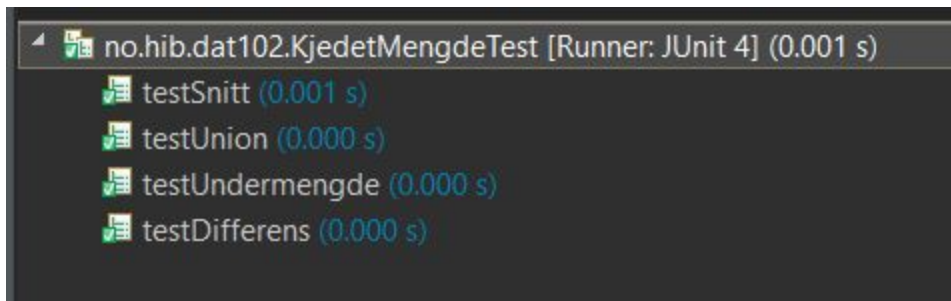 no.hib.dat102.KjedetMengdeTest [Runner: JUnit 4] (0.001 s)
testSnitt (0.001 s)
testUnion (0.000 s)
testUndermengde (0.000 s)
testDifferens (0.000 s)